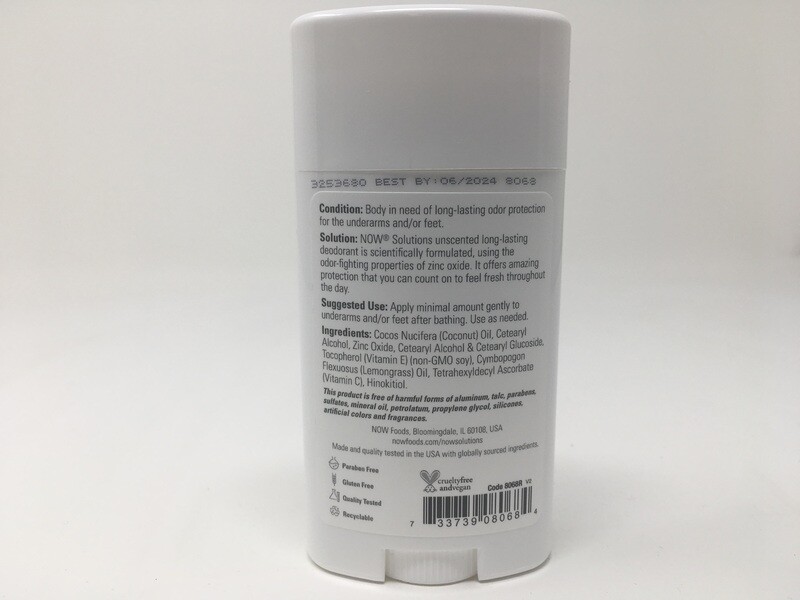 3253680 BEST BY:06/2024 8068
Condition: Body in need of long-lasting odor protection
for the underarms and/or feet.
Solution: NOW® Solutions unscented long-lasting
deodorant is scientifically formulated, using the
odor-fighting properties of zinc oxide. It offers amazing
protection that you can count on to feel fresh throughout
the day.
Suggested Use: Apply minimal amount gently to
underarms and/or feet after bathing. Use as needed.
Ingredients: Cocos Nucifera (Coconut) Oil, Cetearyl
Alcohol, Zinc Oxide, Cetearyl Alcohol & Cetearyl Glucoside,
Tocopherol (Vitamin E) (non-GMO soy), Cymbopogon
Flexuosus (Lemongrass) Oil, Tetrahexyldecyl Ascorbate
(Vitamin C), Hinokitiol.
This product is free of harmful forms of aluminum, talc, parabens,
sulfates, mineral oil, petrolatum, propylene glycol, silicones,
artificial colors and fragrances.
NOW Foods, Bloomingdale, IL 60108, USA
nowfoods.com/nowsolutions
Made and quality tested in the USA with globally sourced ingredients.
Paraben Free
Gluten Free
Quality Tested
Recyclable
crueltyfree
andvegan
Code 8068R V2
7 33739 08068 4